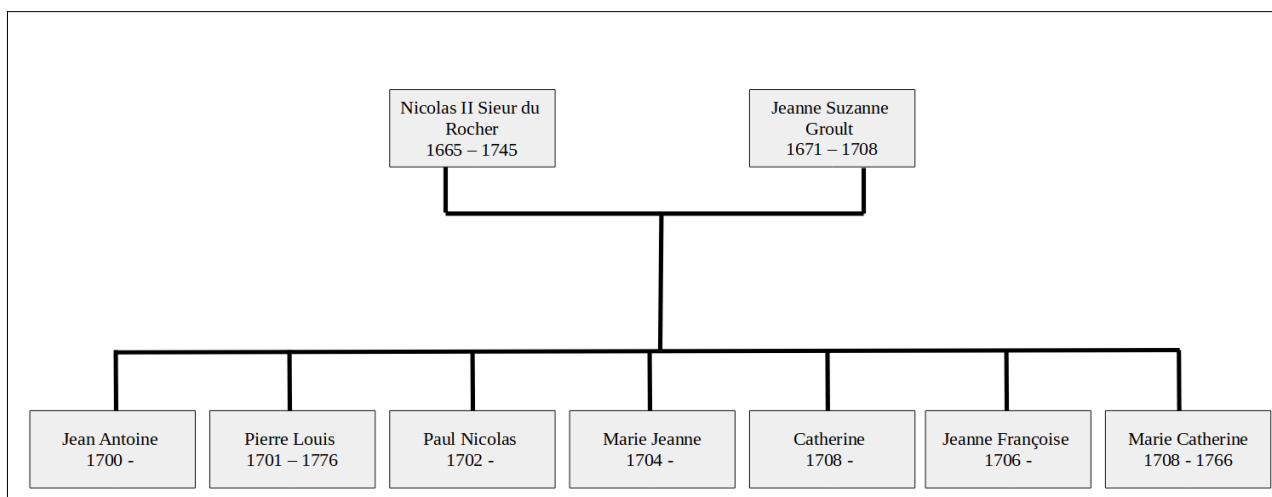 Nicolas II Sieur du
Rocher
1665 – 1745
Jeanne Suzanne
Groult
1671 – 1708
Jean Antoine
1700 -
Pierre Louis
1701 – 1776
Paul Nicolas
1702 -
Marie Jeanne
1704 -
Catherine
1708 -
Jeanne Françoise
1706 -
Marie Catherine
1708 - 1766